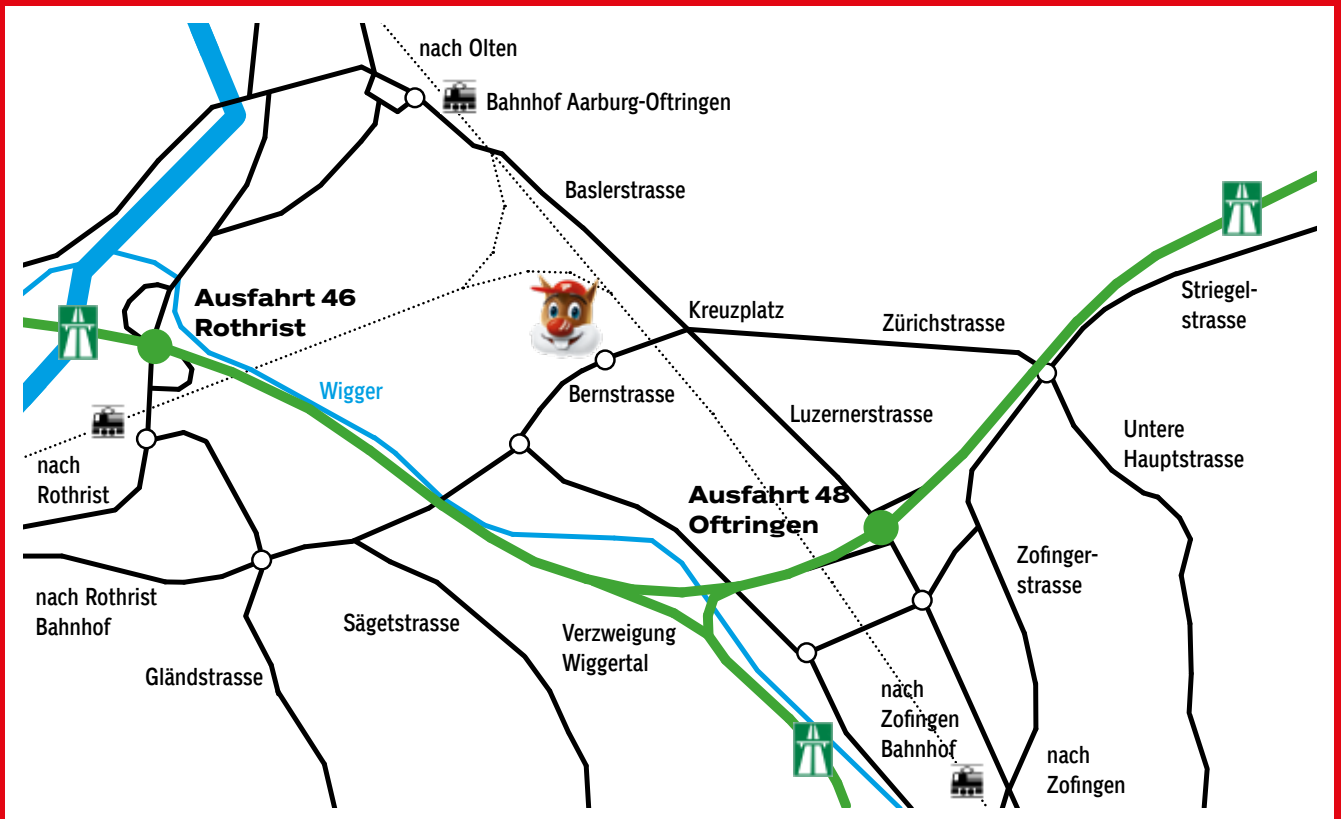 nach Olten
Bahnhof Aarburg-Oftringen
Baslerstrasse
Ausfahrt 46
Rothrist
Kreuzplatz
Zürichstrasse
Striegel-
strasse
Wigger
Bernstrasse
Luzernerstrasse
Untere
Hauptstrasse
nach
Rothrist
Ausfahrt 48
Oftringen
Zofinger-
strasse
nach Rothrist
Bahnhof
Sägetstrasse
Verzweigung
Wiggertal
Gländstrasse
nach
Zofingen
Bahnhof
nach
Zofingen